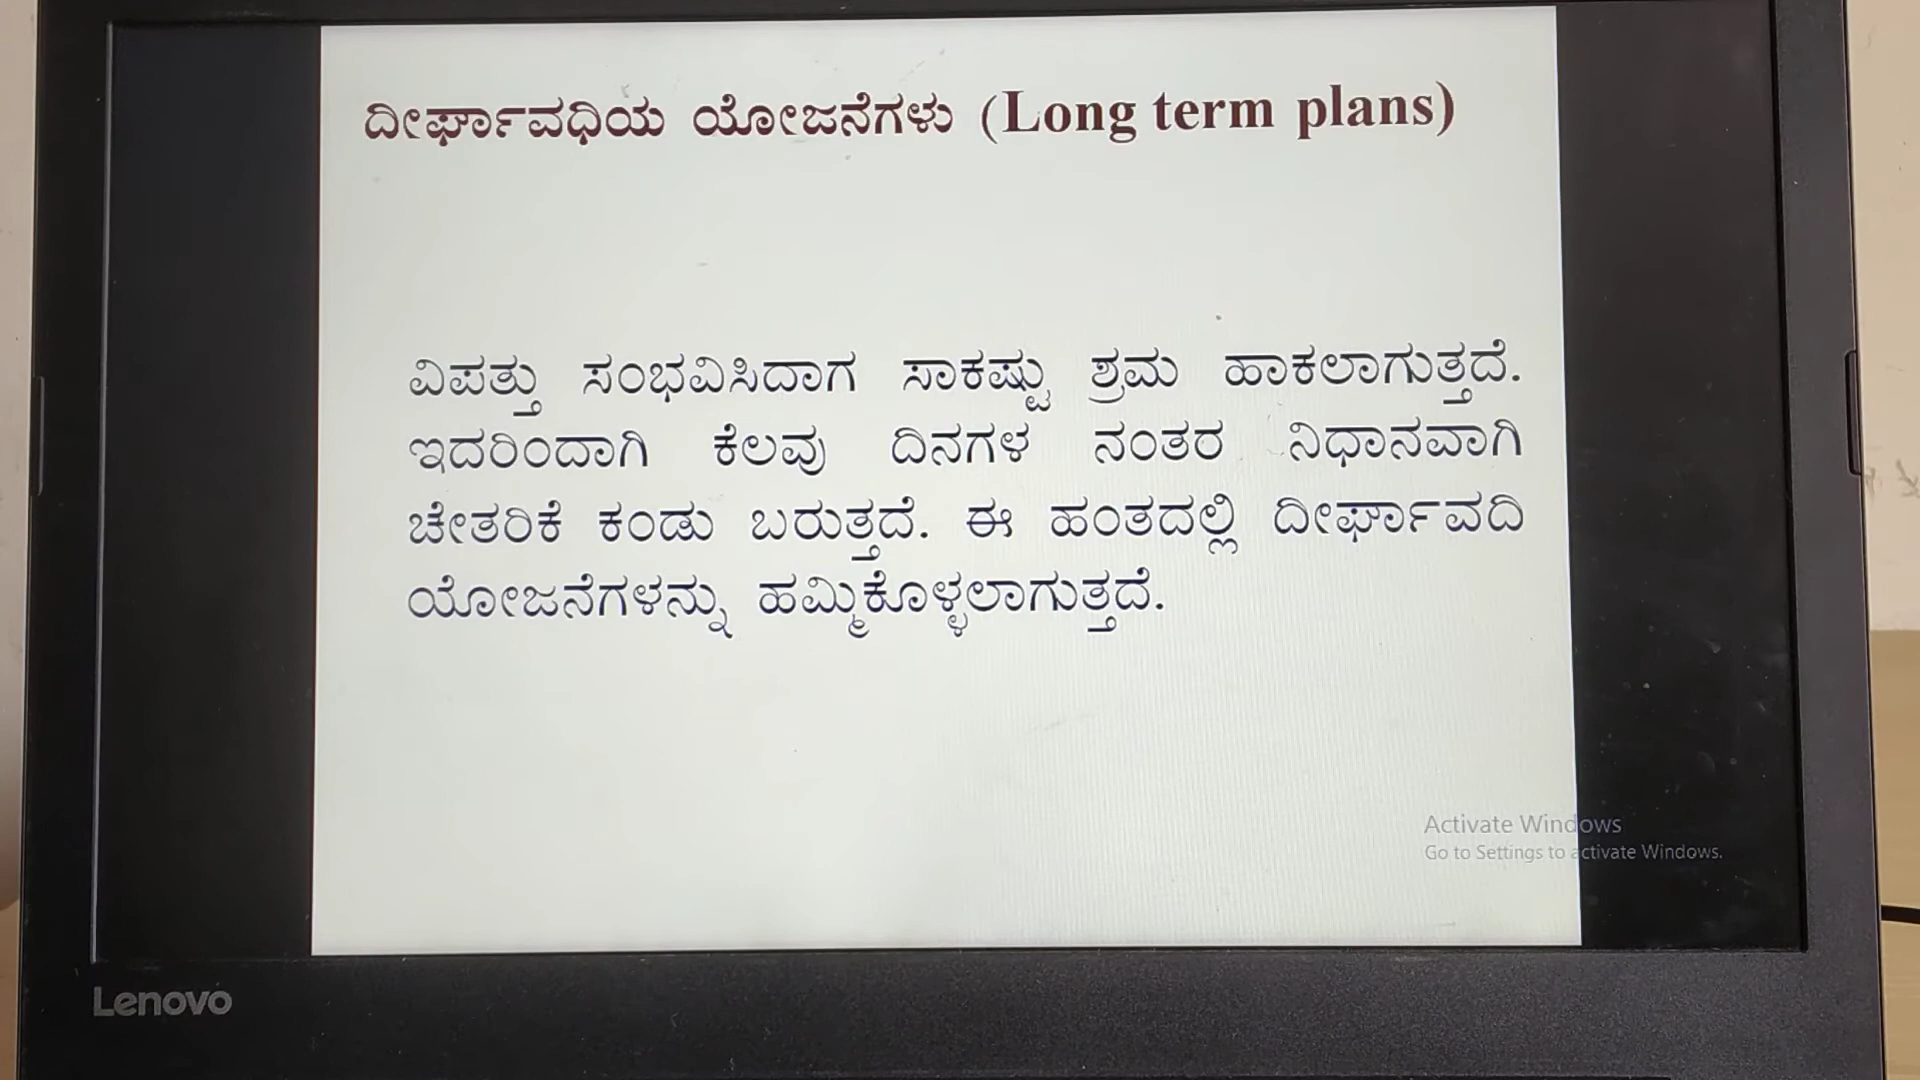 ದೀರ್ಘಾವಧಿಯ ಯೋಜನೆಗಳು (Long term plans)
ವಿಪತ್ತು ಸಂಭವಿಸಿದಾಗ ಸಾಕಷ್ಟು ಶ್ರಮ ಹಾಕಲಾಗುತ್ತದೆ.
ಇದರಿಂದಾಗಿ ಕೆಲವು ದಿನಗಳ ನಂತರ ನಿಧಾನವಾಗಿ
ಚೇತರಿಕೆ ಕಂಡು ಬರುತ್ತದೆ. ಈ ಹಂತದಲ್ಲಿ ದೀರ್ಘಾವದಿ
ಯೋಜನೆಗಳನ್ನು ಹಮ್ಮಿಕೊಳ್ಳಲಾಗುತ್ತದೆ.
Activate Windows
Go to Settings to activate Windows.
Lenovo